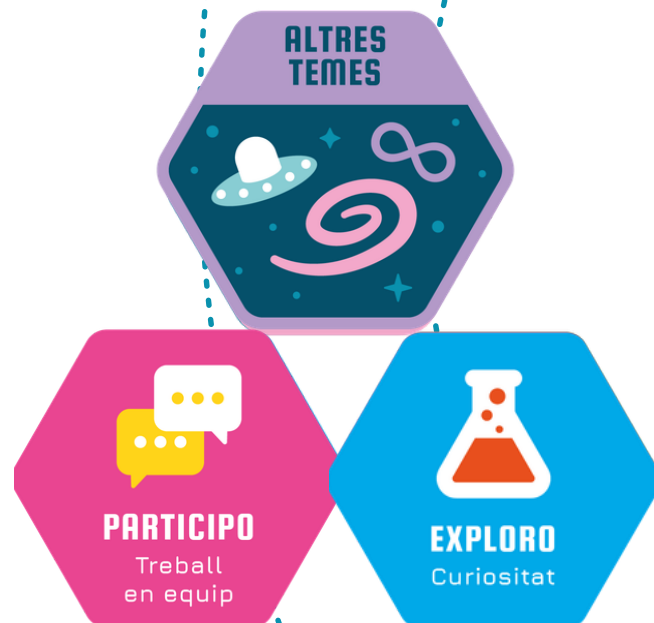 ALTRES
TEMES
PARTICIPO
Treball
en equip
EXPLORO
Curiositat